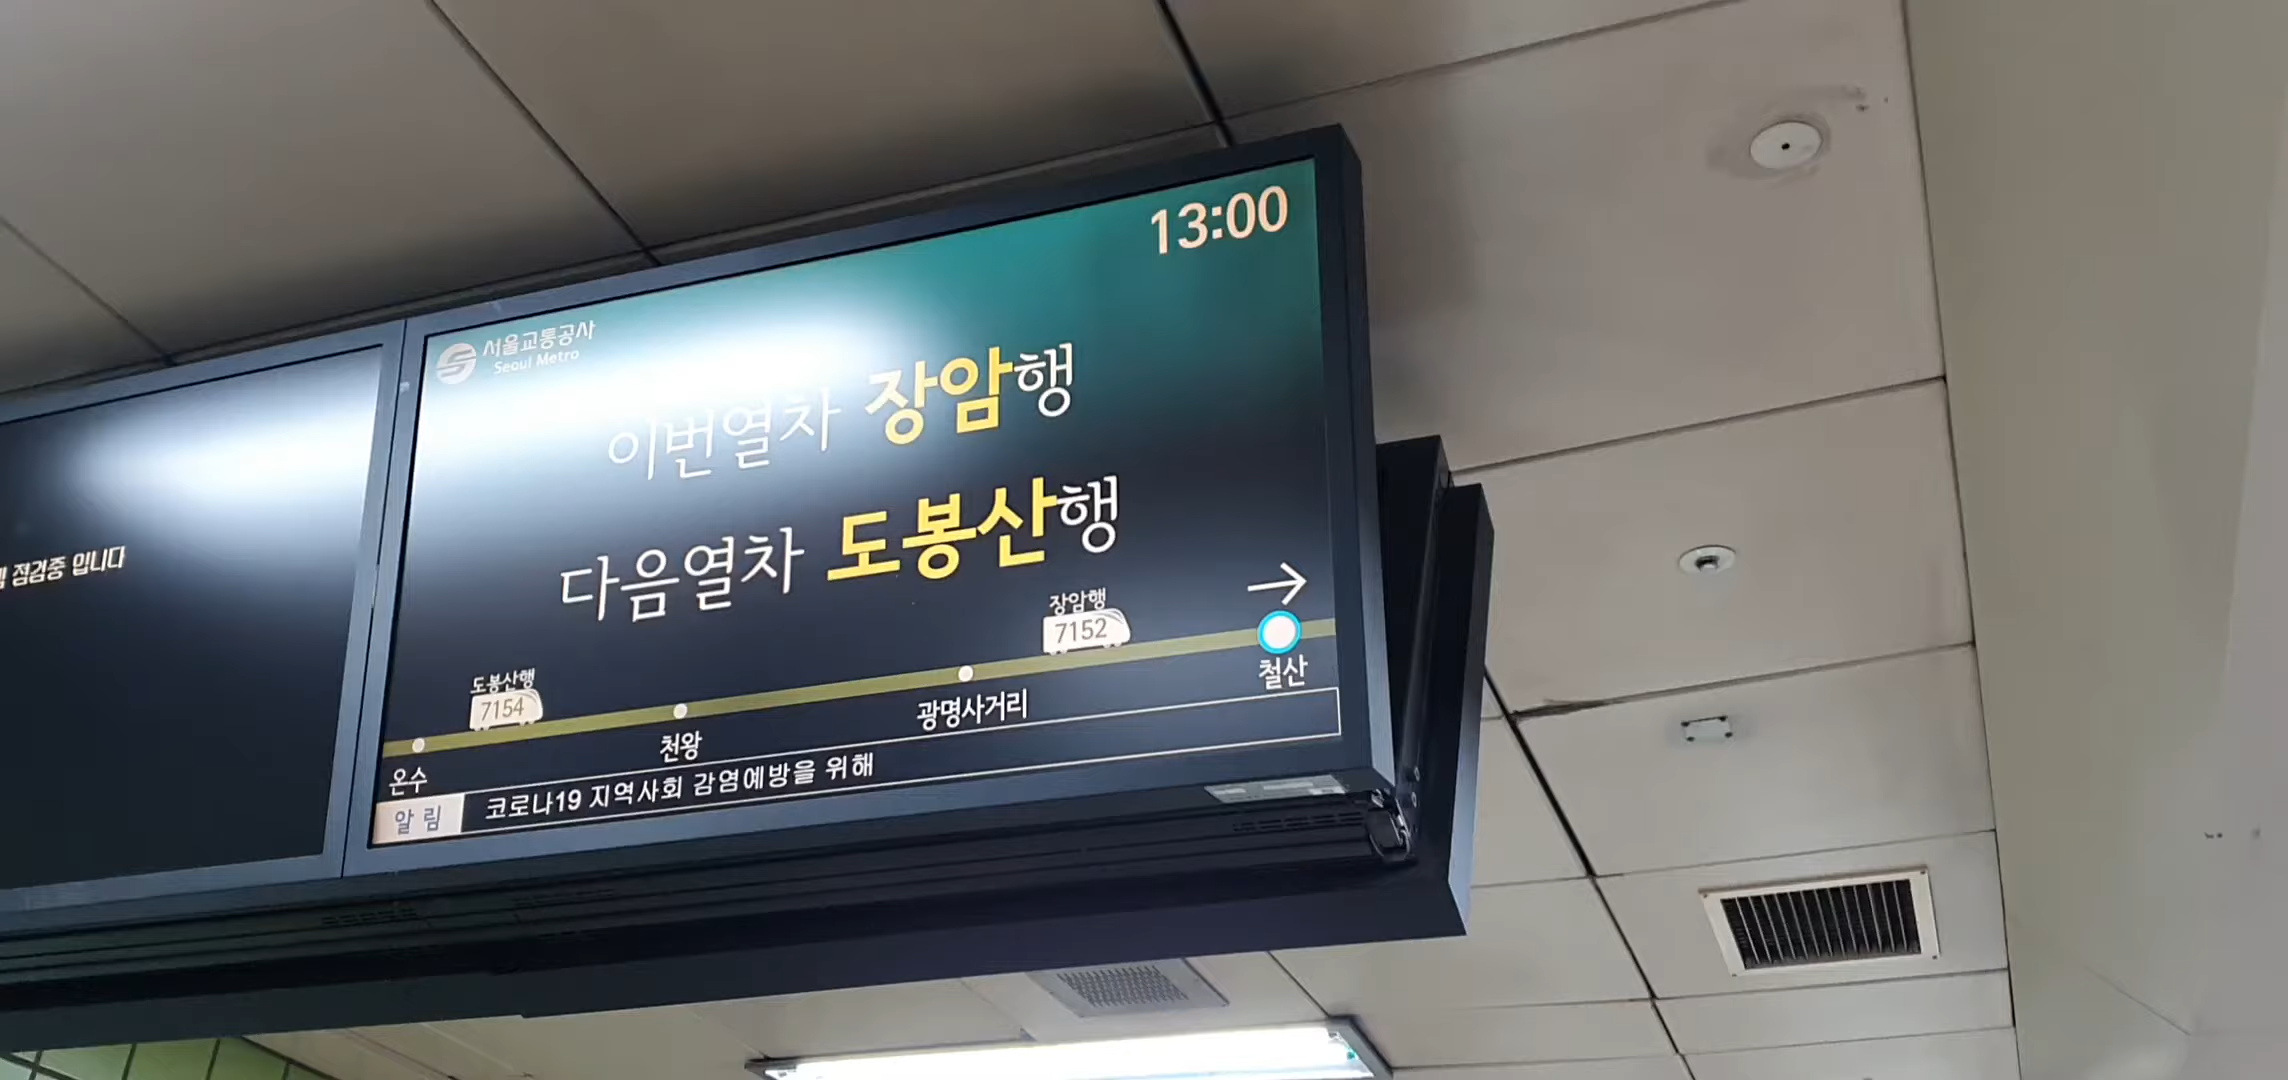 점검중 입니다
서울교통공사
Seoul Metro
13:00
이번열차 장암행
다음열차 도봉산행
도봉산행
7154
장암행
7152
온수
천왕
광명사거리
철산
알림
코로나19 지역사회 감염예방을 위해